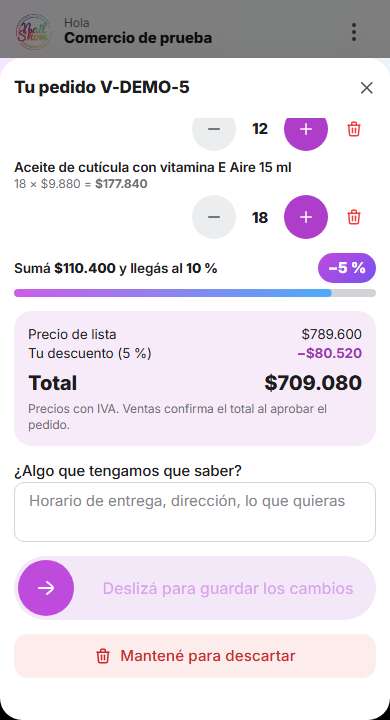 Nail
Show
Hola
Comercio de prueba
Tu pedido V-DEMO-5
12
Aceite de cutícula con vitamina E Aire 15 ml
18 × $9.880 = $177.840
18
Sumá $110.400 y llegás al 10 %
−5 %
Precio de lista
$789.600
Tu descuento (5 %)
−$80.520
Total
$709.080
Precios con IVA. Ventas confirma el total al aprobar el
pedido.
¿Algo que tengamos que saber?
Horario de entrega, dirección, lo que quieras
Deslizá para guardar los cambios
Mantené para descartar